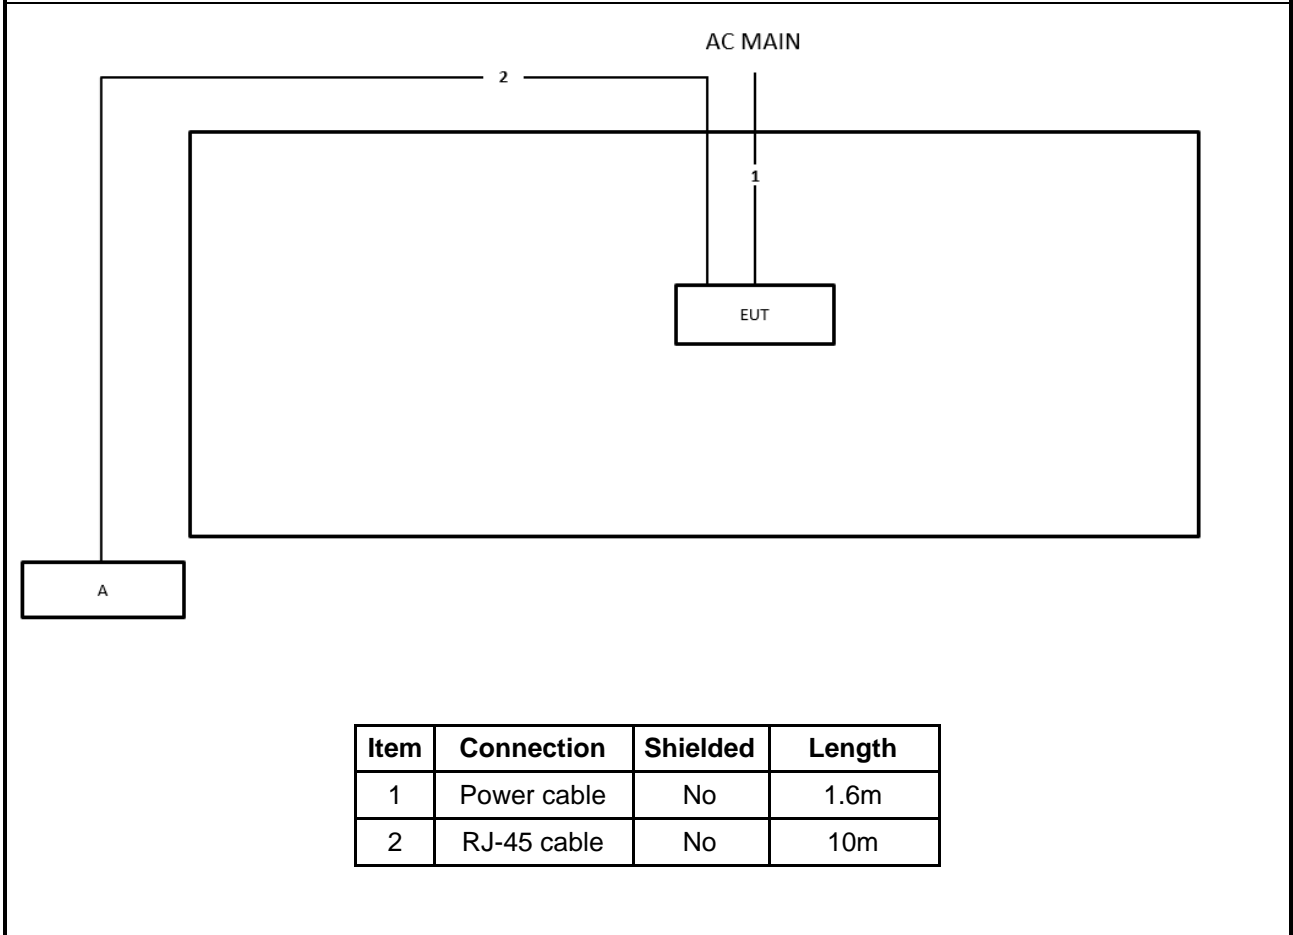 AC MAIN
2
1
EUT
A
Item Connection Shielded Length
1 Power cable No 1.6m
2 RJ-45 cable No 10m